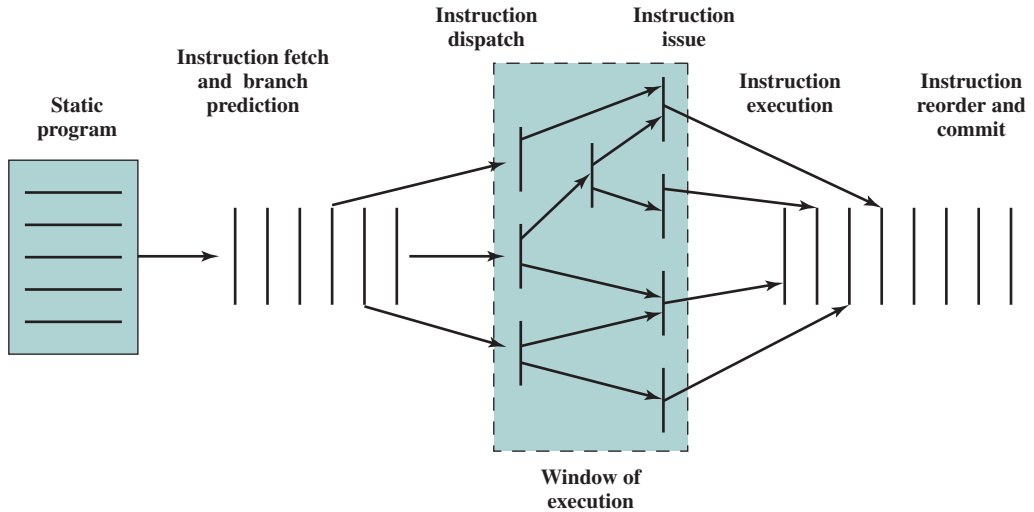 Static
program
Instruction fetch
and branch
prediction
Instruction
dispatch
Instruction
issue
Instruction
execution
Instruction
reorder and
commit
Window of
execution